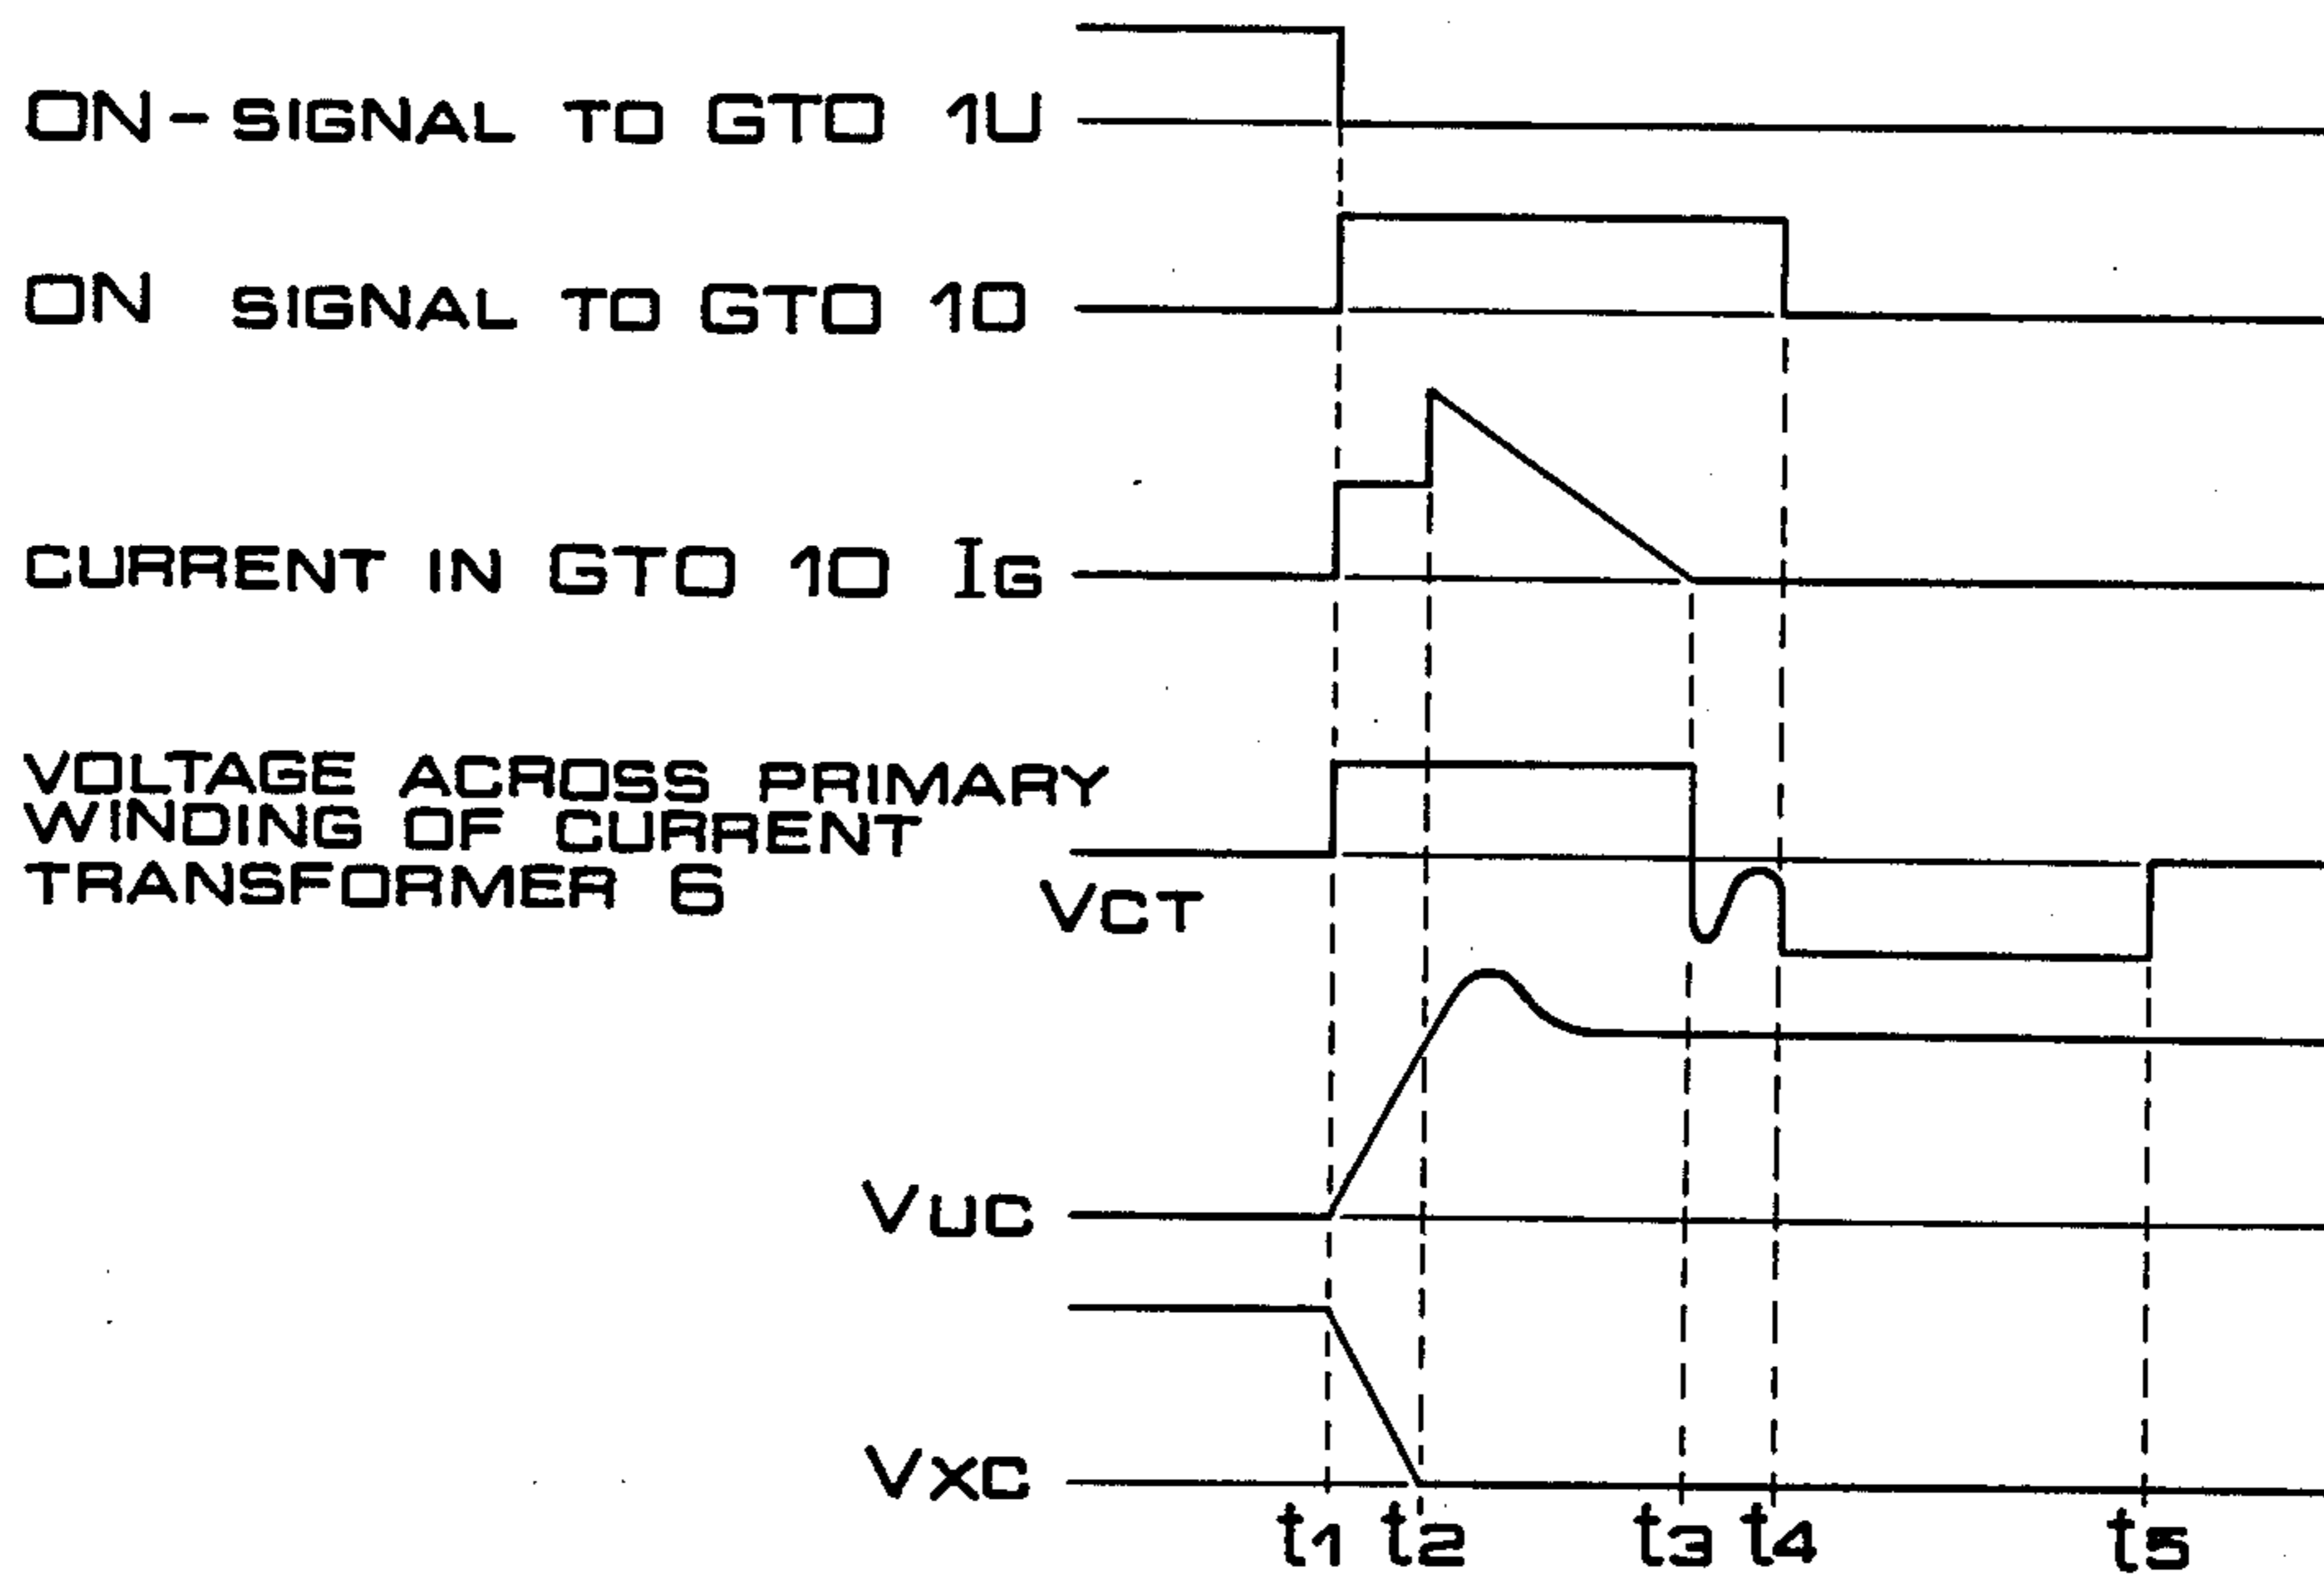 ON-SIGNAL TO GTO 1U
ON SIGNAL TO GTO 10
CURRENT IN GTO 10 IG
VOLTAGE ACROSS PRIMARY
WINDING OF CURRENT
TRANSFORMER 6
VCT
VUC
VXC
t1 t2 t3 t4 t5